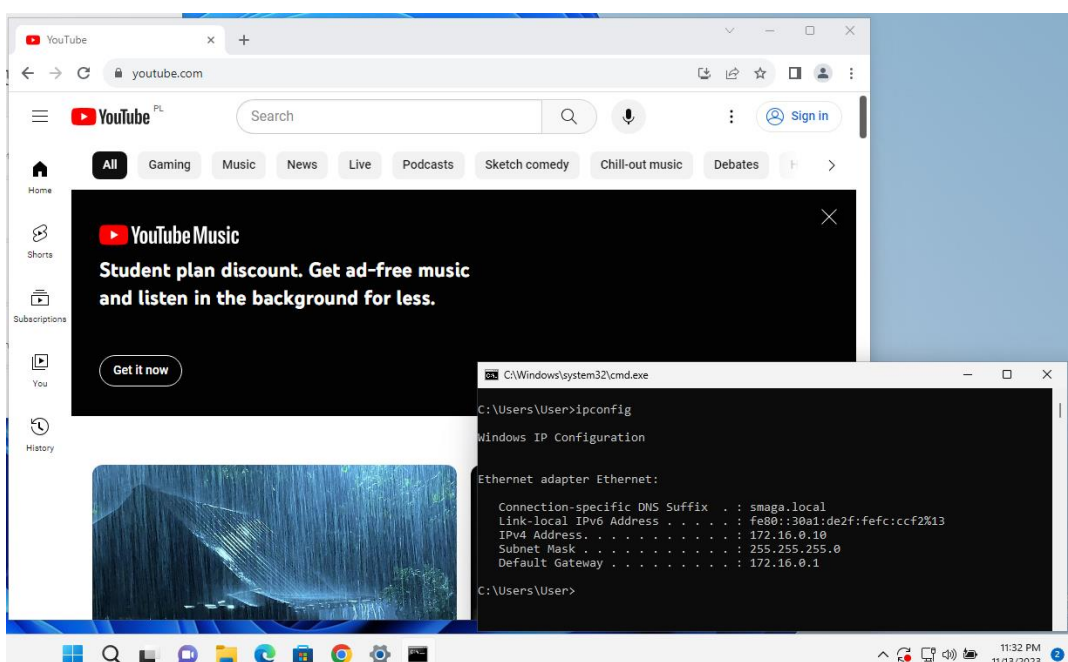 YouTube
youtube.com
YouTube PL
Search
Sign in
All Gaming Music News Live Podcasts Sketch comedy Chill-out music Debates
Home
Shorts
Subscriptions
You
History
YouTube Music
Student plan discount. Get ad-free music
and listen in the background for less.
Get it now
C:\Windows\system32\cmd.exe
C:\Users\User>ipconfig
Windows IP Configuration
Ethernet adapter Ethernet:
Connection-specific DNS Suffix . : smaga.local
Link-local IPv6 Address . . . . . : fe80::30a1:de2f:fefc:ccf2%13
IPv4 Address. . . . . . . . . . . : 172.16.0.10
Subnet Mask . . . . . . . . . . . : 255.255.255.0
Default Gateway . . . . . . . . . : 172.16.0.1
C:\Users\User>
11:32 PM
11/13/2023
2